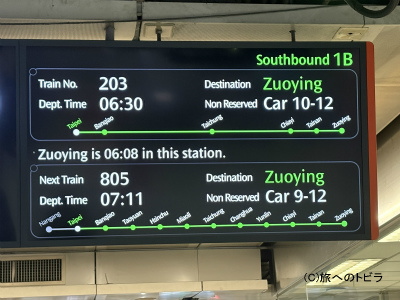 Southbound 1B
Train No. 203 Destination Zuoying
Dept. Time 06:30 Non Reserved Car 10-12
Taipei Banqiao Taichung Chiayi Tainan Zuoying
Zuoying is 06:08 in this station.
Next Train 805 Destination Zuoying
Dept. Time 07:11 Non Reserved Car 9-12
Nangang Taipei Banqiao Taoyuan Hsinchu Miaoli Taichung Changhua Yunlin Chiayi Tainan Zuoying
(C)旅へのトビラ